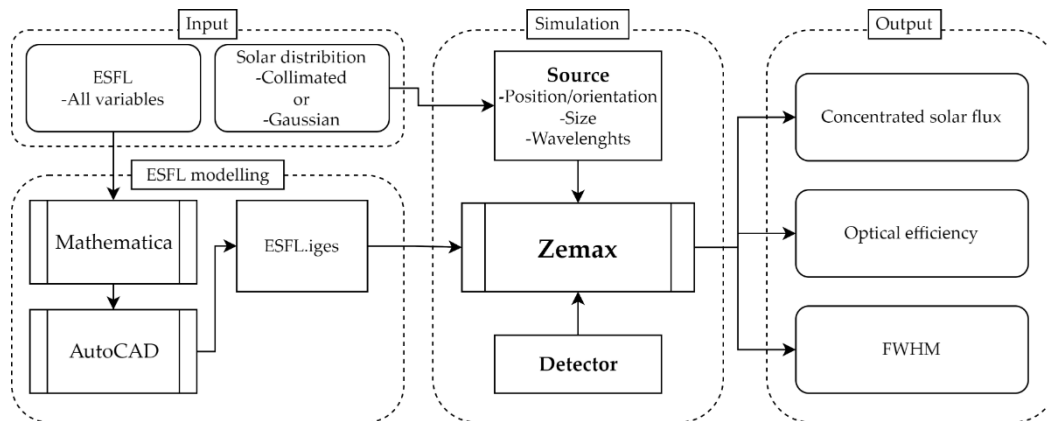 Input
ESFL
-All variables
Solar distribition
-Collimated
or
-Gaussian
ESFL modelling
Mathematica
AutoCAD
ESFL.iges
Simulation
Source
-Position/orientation
-Size
-Wavelenghts
Zemax
Detector
Output
Concentrated solar flux
Optical efficiency
FWHM